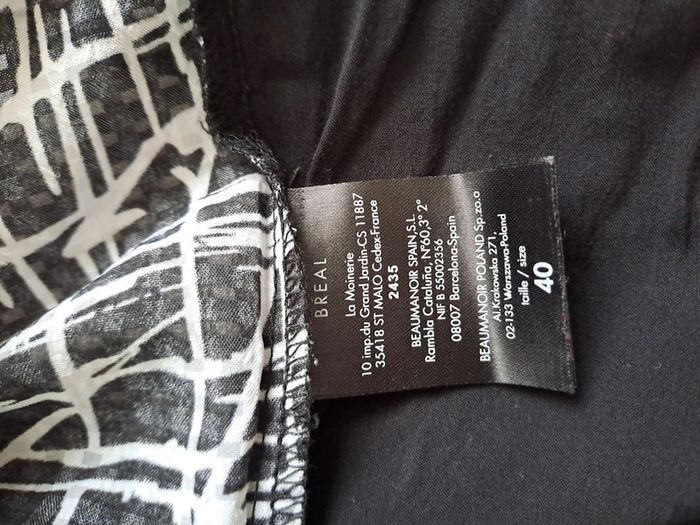 BREAL
La Moinerie
10 imp.du Grand Jardin-CS 11887
35418 ST MALO Cedex-France
2435
BEAUMANOIR SPAIN,S.L
Rambla Cataluña, Nº60,3º 2º
NIF B 55002356
08007 Barcelona-Spain
BEAUMANOIR POLAND Sp.zo.o
Al.Krakowska 271,
02-133 Warszawa-Poland
taille / size
40